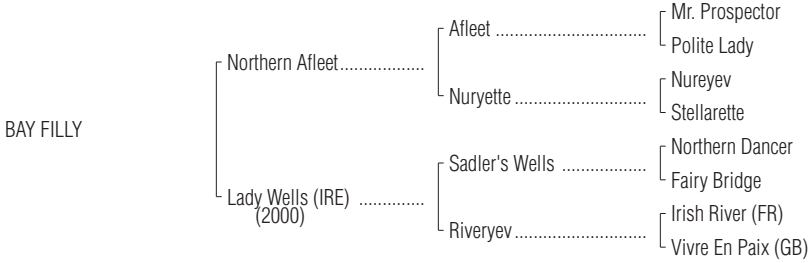 Mr. Prospector
Afleet ................................
Polite Lady
Northern Afleet..................
Nureyev
Nuryette ............................
Stellarette
BAY FILLY
Northern Dancer
Sadler's Wells ..................
Fairy Bridge
Lady Wells (IRE) ..............
(2000)
Irish River (FR)
Riveryev............................
Vivre En Paix (GB)